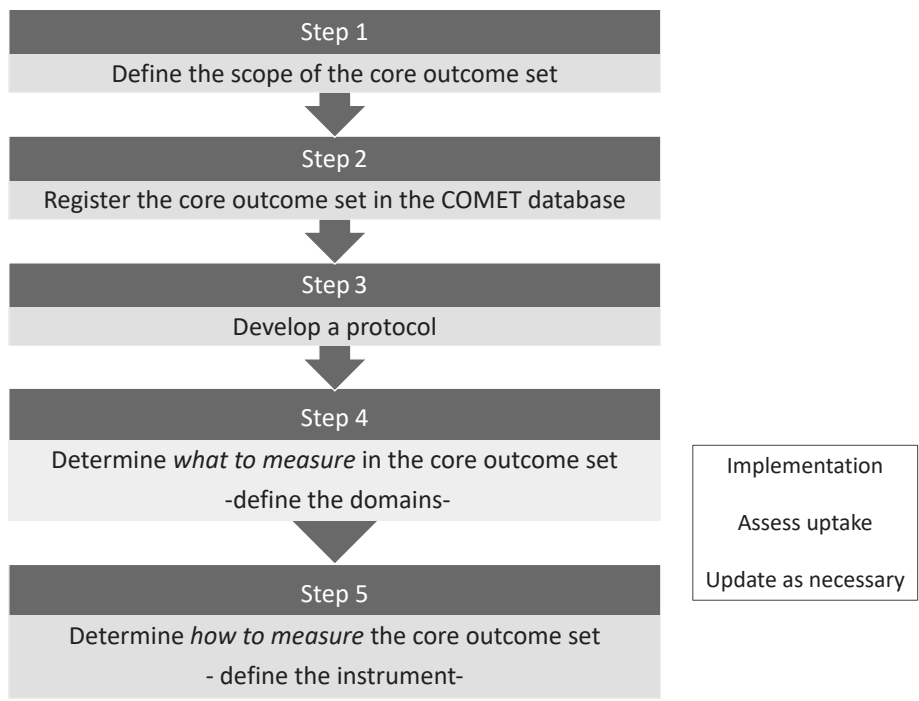 Step 1
Define the scope of the core outcome set
Step 2
Register the core outcome set in the COMET database
Step 3
Develop a protocol
Step 4
Determine what to measure in the core outcome set
-define the domains-
Step 5
Determine how to measure the core outcome set
- define the instrument-
Implementation
Assess uptake
Update as necessary